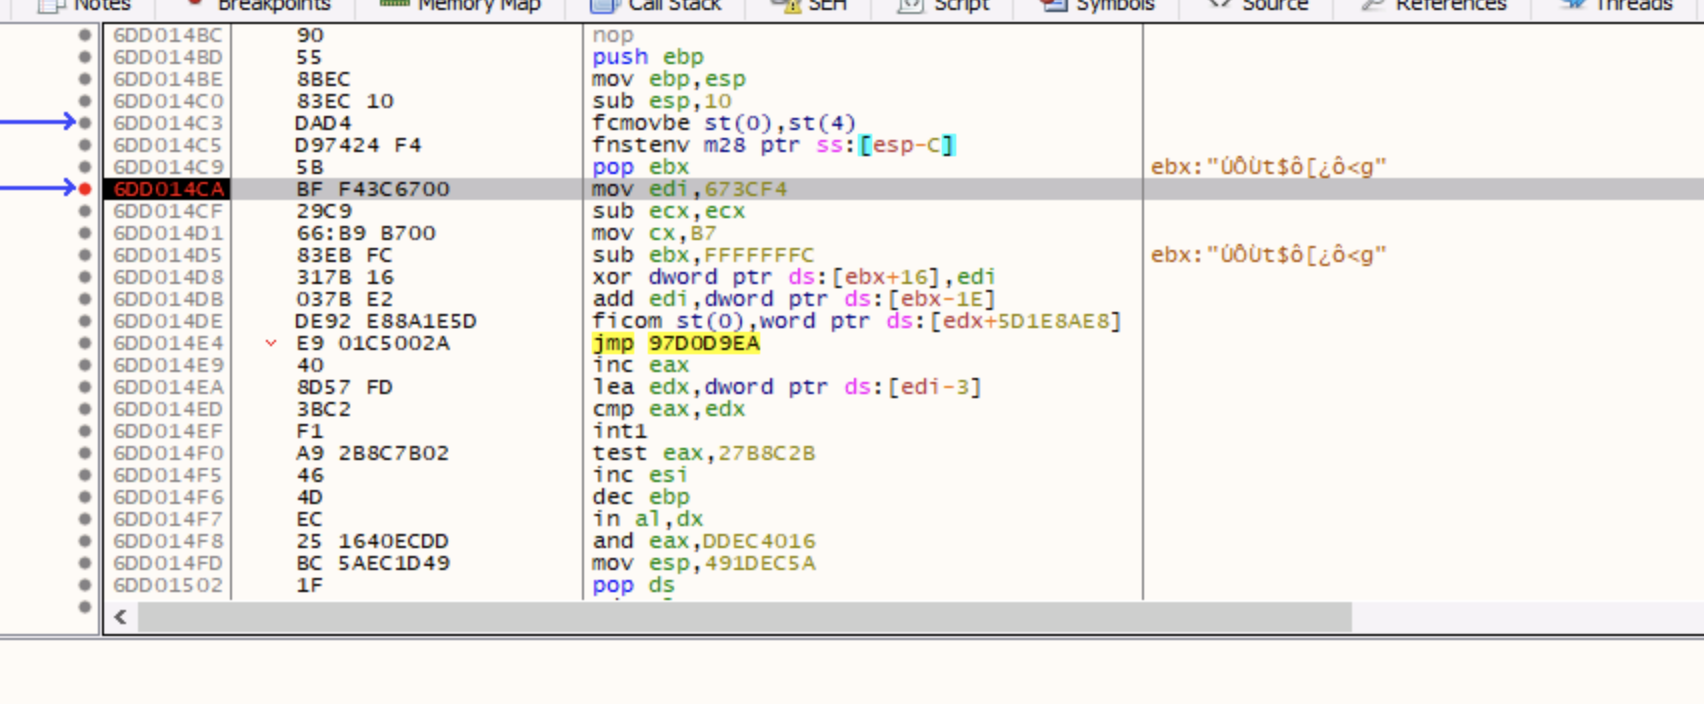 Notes Breakpoints Memory Map Call Stack SEH Script Symbols Source References Threads
6DD014BC 90 nop
6DD014BD 55 push ebp
6DD014BE 8BEC mov ebp,esp
6DD014C0 83EC 10 sub esp,10
6DD014C3 DAD4 fcmovbe st(0),st(4)
6DD014C5 D97424 F4 fnstenv m28 ptr ss:[esp-C]
6DD014C9 5B pop ebx ebx:"ÚÔÙt$ô[¿ô<g"
6DD014CA BF F43C6700 mov edi,673CF4
6DD014CF 29C9 sub ecx,ecx
6DD014D1 66:B9 B700 mov cx,B7
6DD014D5 83EB FC sub ebx,FFFFFFFC ebx:"ÚÔÙt$ô[¿ô<g"
6DD014D8 317B 16 xor dword ptr ds:[ebx+16],edi
6DD014DB 037B E2 add edi,dword ptr ds:[ebx-1E]
6DD014DE DE92 E88A1E5D ficom st(0),word ptr ds:[edx+5D1E8AE8]
6DD014E4 E9 01C5002A jmp 97D0D9EA
6DD014E9 40 inc eax
6DD014EA 8D57 FD lea edx,dword ptr ds:[edi-3]
6DD014ED 3BC2 cmp eax,edx
6DD014EF F1 int1
6DD014F0 A9 2B8C7B02 test eax,27B8C2B
6DD014F5 46 inc esi
6DD014F6 4D dec ebp
6DD014F7 EC in al,dx
6DD014F8 25 1640ECDD and eax,DDEC4016
6DD014FD BC 5AEC1D49 mov esp,491DEC5A
6DD01502 1F pop ds